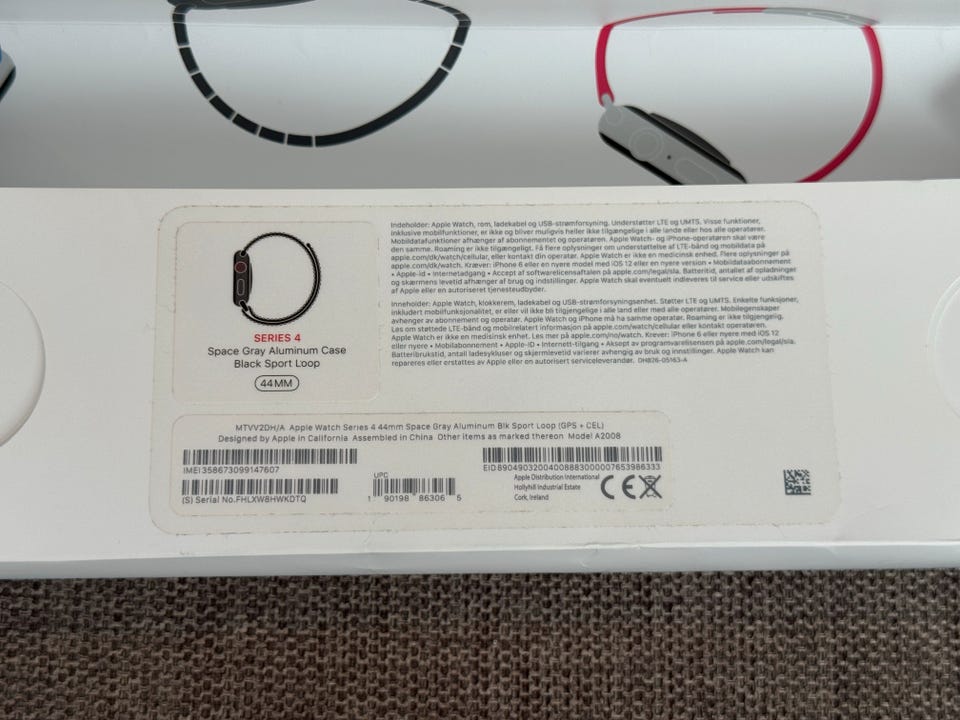 SERIES 4
Space Gray Aluminum Case
Black Sport Loop
44MM
Indeholder: Apple Watch, rem, ladekabel og USB-strømforsyning. Understøtter LTE og UMTS. Visse funktioner,
inklusive mobilfunktioner, er ikke og bliver muligvis heller ikke tilgængelige i alle lande eller hos alle operatører.
Mobildatafunktioner afhænger af abonnementet og operatøren. Apple Watch- og iPhone-operatøren skal være
den samme. Roaming er ikke tilgængeligt. Få flere oplysninger om understøttelse af LTE-bånd og mobildata på
apple.com/dk/watch/cellular, eller kontakt din operatør. Apple Watch er ikke en medicinsk enhed. Flere oplysninger på
apple.com/dk/watch. Kræver: iPhone 6 eller en nyere model med iOS 12 eller en nyere version • Mobildataabonnement
• Apple-id • Internetadgang • Accept af softwarelicensaftalen på apple.com/legal/sla. Batteritid, antallet af opladninger
og skærmens levetid afhænger af brug og indstillinger. Apple Watch skal eventuelt indleveres til service eller udskiftes
af Apple eller en autoriseret tjenesteudbyder.
Inneholder: Apple Watch, klokkerem, ladekabel og USB-strømforsyningsenhet. Støtter LTE og UMTS. Enkelte funksjoner,
inkludert mobilfunksjonalitet, er eller vil ikke bli tilgjengelig i alle land eller med alle operatører. Mobilegenskaper
avhenger av abonnement og operatør. Apple Watch og iPhone må ha samme operatør. Roaming er ikke tilgjengelig.
Les om støttede LTE-bånd og mobilrelatert informasjon på apple.com/watch/cellular eller kontakt operatøren.
Apple Watch er ikke en medisinsk enhet. Les mer på apple.com/no/watch. Krever: iPhone 6 eller nyere med iOS 12
eller nyere • Mobilabonnement • Apple-ID • Internett-tilgang • Aksept av programvarelisensen på apple.com/legal/sla.
Batteribrukstid, antall ladesykluser og skjermlevetid varierer avhengig av bruk og innstillinger. Apple Watch kan
repareres eller erstattes av Apple eller en autorisert serviceleverandør. DHB26-05163-A
MTVV2DH/A Apple Watch Series 4 44mm Space Gray Aluminum Blk Sport Loop (GPS + CEL)
Designed by Apple in California Assembled in China Other items as marked thereon Model A2008
IMEI 358673099147607
(S) Serial No. FHLXW8HWKDTQ
UPC
1 90198 86306 5
EID 89049032004008883000007653986333
Apple Distribution International
Hollyhill Industrial Estate
Cork, Ireland
CE